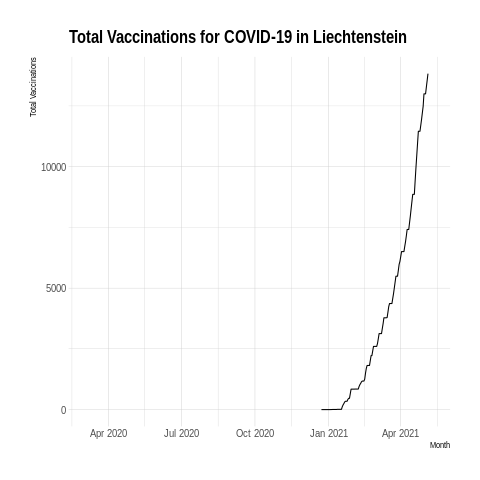 Total Vaccinations for COVID-19 in Liechtenstein
Total Vaccinations
10000
5000
0
Apr 2020 Jul 2020 Oct 2020 Jan 2021 Apr 2021
Month